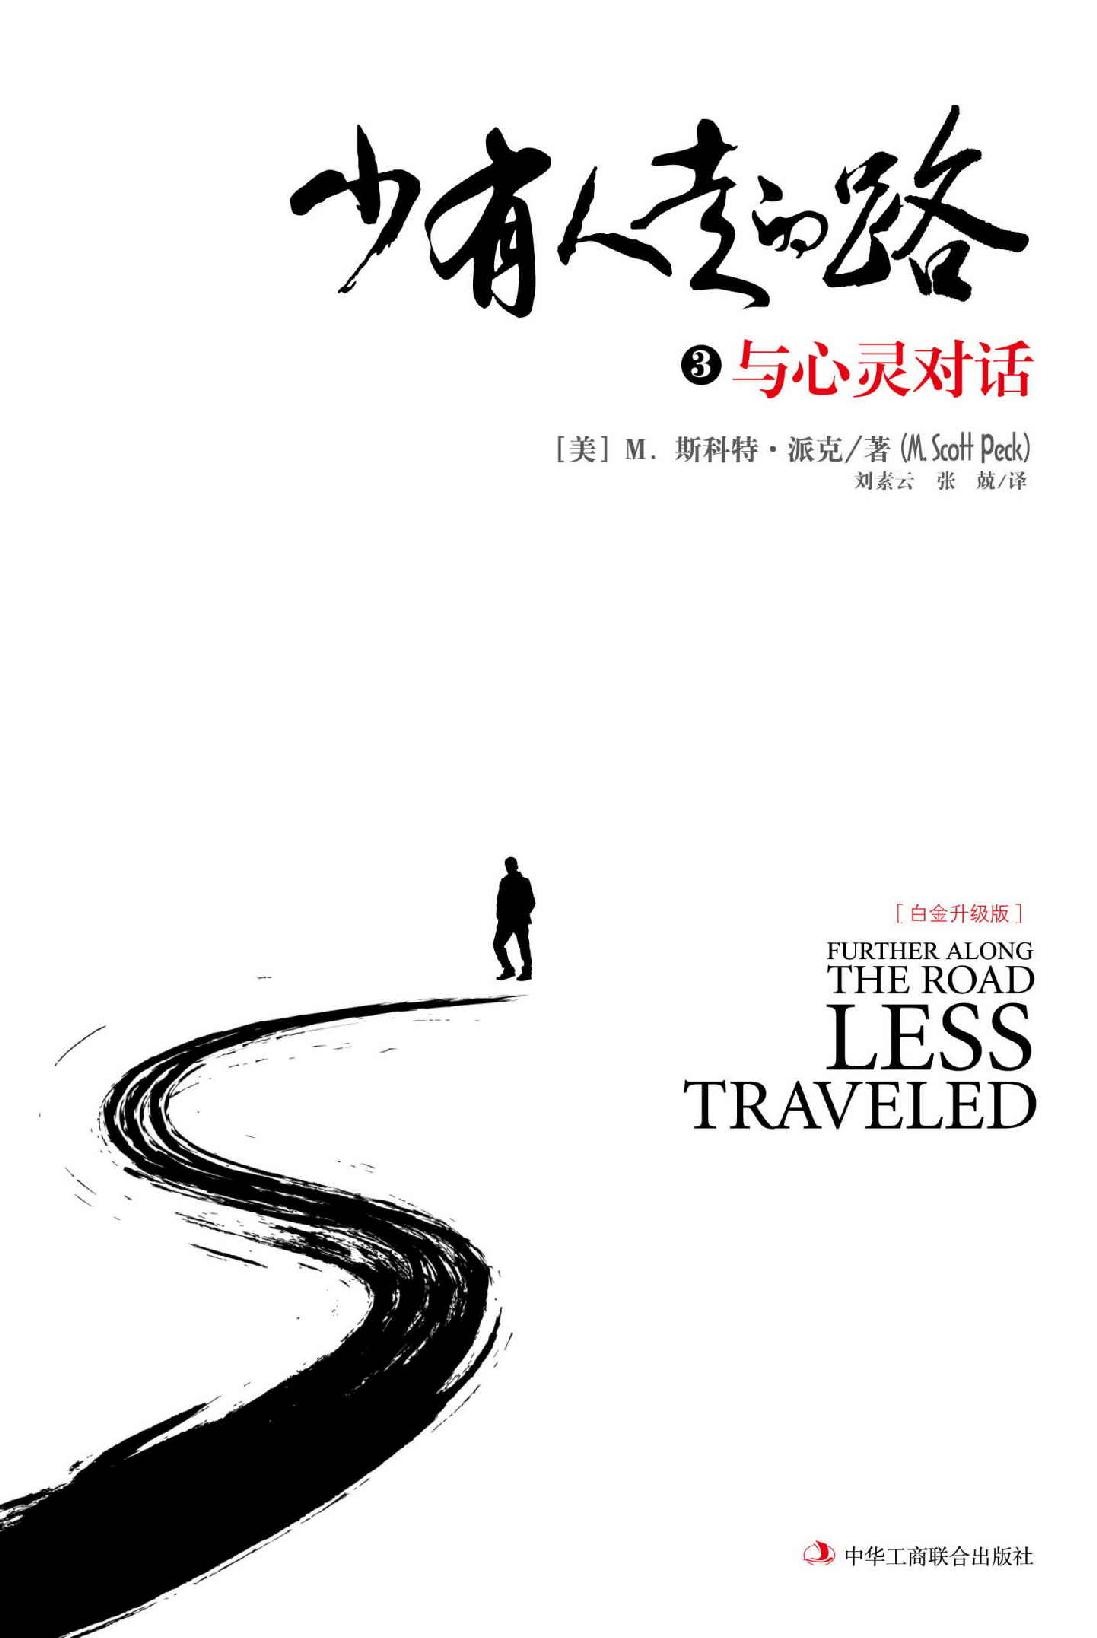 少有人走的路
3 与心灵对话
[美] M. 斯科特·派克/著 (M. Scott Peck)
刘素云 张 兢/译
[白金升级版]
FURTHER ALONG
THE ROAD
LESS
TRAVELED
中华工商联合出版社